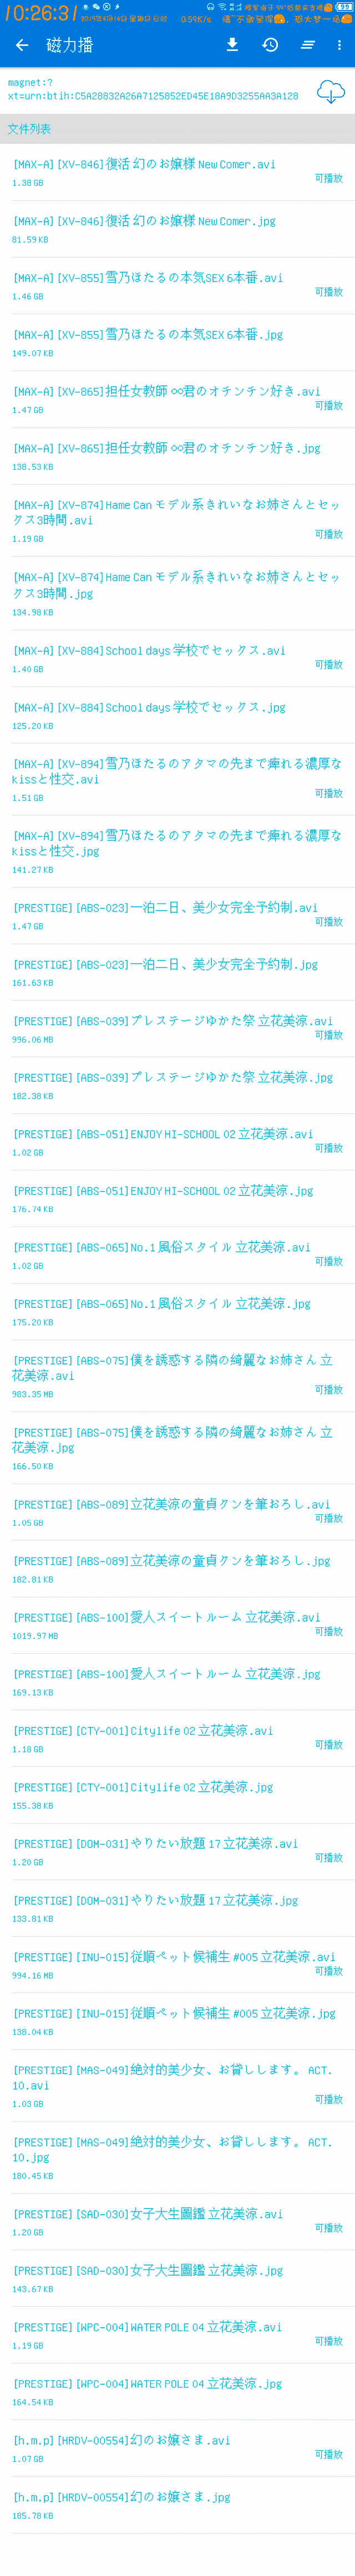 10:26:31
2019年4月14日 星期日 日时
0.59K/s
99
磁力播
magnet:?
xt=urn:btih:C5A28832A26A7125852ED45E18A9D3255AA3A128
文件列表
[MAX-A][XV-846]復活 幻のお嬢様 New Comer.avi
1.38 GB
可播放
[MAX-A][XV-846]復活 幻のお嬢様 New Comer.jpg
81.59 KB
[MAX-A][XV-855]雪乃ほたるの本気SEX 6本番.avi
1.46 GB
可播放
[MAX-A][XV-855]雪乃ほたるの本気SEX 6本番.jpg
149.07 KB
[MAX-A][XV-865]担任女教師 ○○君のオチンチン好き.avi
1.47 GB
可播放
[MAX-A][XV-865]担任女教師 ○○君のオチンチン好き.jpg
138.53 KB
[MAX-A][XV-874]Hame Can モデル系きれいなお姉さんとセッ
クス3時間.avi
1.19 GB
可播放
[MAX-A][XV-874]Hame Can モデル系きれいなお姉さんとセッ
クス3時間.jpg
134.98 KB
[MAX-A][XV-884]School days 学校でセックス.avi
1.40 GB
可播放
[MAX-A][XV-884]School days 学校でセックス.jpg
125.20 KB
[MAX-A][XV-894]雪乃ほたるのアタマの先まで痺れる濃厚な
kissと性交.avi
1.51 GB
可播放
[MAX-A][XV-894]雪乃ほたるのアタマの先まで痺れる濃厚な
kissと性交.jpg
141.27 KB
[PRESTIGE][ABS-023]一泊二日、美少女完全予約制.avi
1.47 GB
可播放
[PRESTIGE][ABS-023]一泊二日、美少女完全予約制.jpg
161.63 KB
[PRESTIGE][ABS-039]プレステージゆかた祭 立花美涼.avi
996.06 MB
可播放
[PRESTIGE][ABS-039]プレステージゆかた祭 立花美涼.jpg
182.38 KB
[PRESTIGE][ABS-051]ENJOY HI-SCHOOL 02 立花美涼.avi
1.02 GB
可播放
[PRESTIGE][ABS-051]ENJOY HI-SCHOOL 02 立花美涼.jpg
176.74 KB
[PRESTIGE][ABS-065]No.1 風俗スタイル 立花美涼.avi
1.02 GB
可播放
[PRESTIGE][ABS-065]No.1 風俗スタイル 立花美涼.jpg
175.20 KB
[PRESTIGE][ABS-075]僕を誘惑する隣の綺麗なお姉さん 立
花美涼.avi
983.35 MB
可播放
[PRESTIGE][ABS-075]僕を誘惑する隣の綺麗なお姉さん 立
花美涼.jpg
166.50 KB
[PRESTIGE][ABS-089]立花美涼の童貞クンを筆おろし.avi
1.05 GB
可播放
[PRESTIGE][ABS-089]立花美涼の童貞クンを筆おろし.jpg
182.81 KB
[PRESTIGE][ABS-100]愛人スイートルーム 立花美涼.avi
1019.97 MB
可播放
[PRESTIGE][ABS-100]愛人スイートルーム 立花美涼.jpg
169.13 KB
[PRESTIGE][CTY-001]Citylife 02 立花美涼.avi
1.18 GB
可播放
[PRESTIGE][CTY-001]Citylife 02 立花美涼.jpg
155.38 KB
[PRESTIGE][DOM-031]やりたい放題 17 立花美涼.avi
1.20 GB
可播放
[PRESTIGE][DOM-031]やりたい放題 17 立花美涼.jpg
133.81 KB
[PRESTIGE][INU-015]従順ペット候補生 #005 立花美涼.avi
994.16 MB
可播放
[PRESTIGE][INU-015]従順ペット候補生 #005 立花美涼.jpg
138.04 KB
[PRESTIGE][MAS-049]絶対的美少女、お貸しします。 ACT.
10.avi
1.03 GB
可播放
[PRESTIGE][MAS-049]絶対的美少女、お貸しします。 ACT.
10.jpg
180.45 KB
[PRESTIGE][SAD-030]女子大生圖鑑 立花美涼.avi
1.20 GB
可播放
[PRESTIGE][SAD-030]女子大生圖鑑 立花美涼.jpg
143.67 KB
[PRESTIGE][WPC-004]WATER POLE 04 立花美涼.avi
1.19 GB
可播放
[PRESTIGE][WPC-004]WATER POLE 04 立花美涼.jpg
164.54 KB
[h.m.p][HRDV-00554]幻のお嬢さま.avi
1.07 GB
可播放
[h.m.p][HRDV-00554]幻のお嬢さま.jpg
185.78 KB